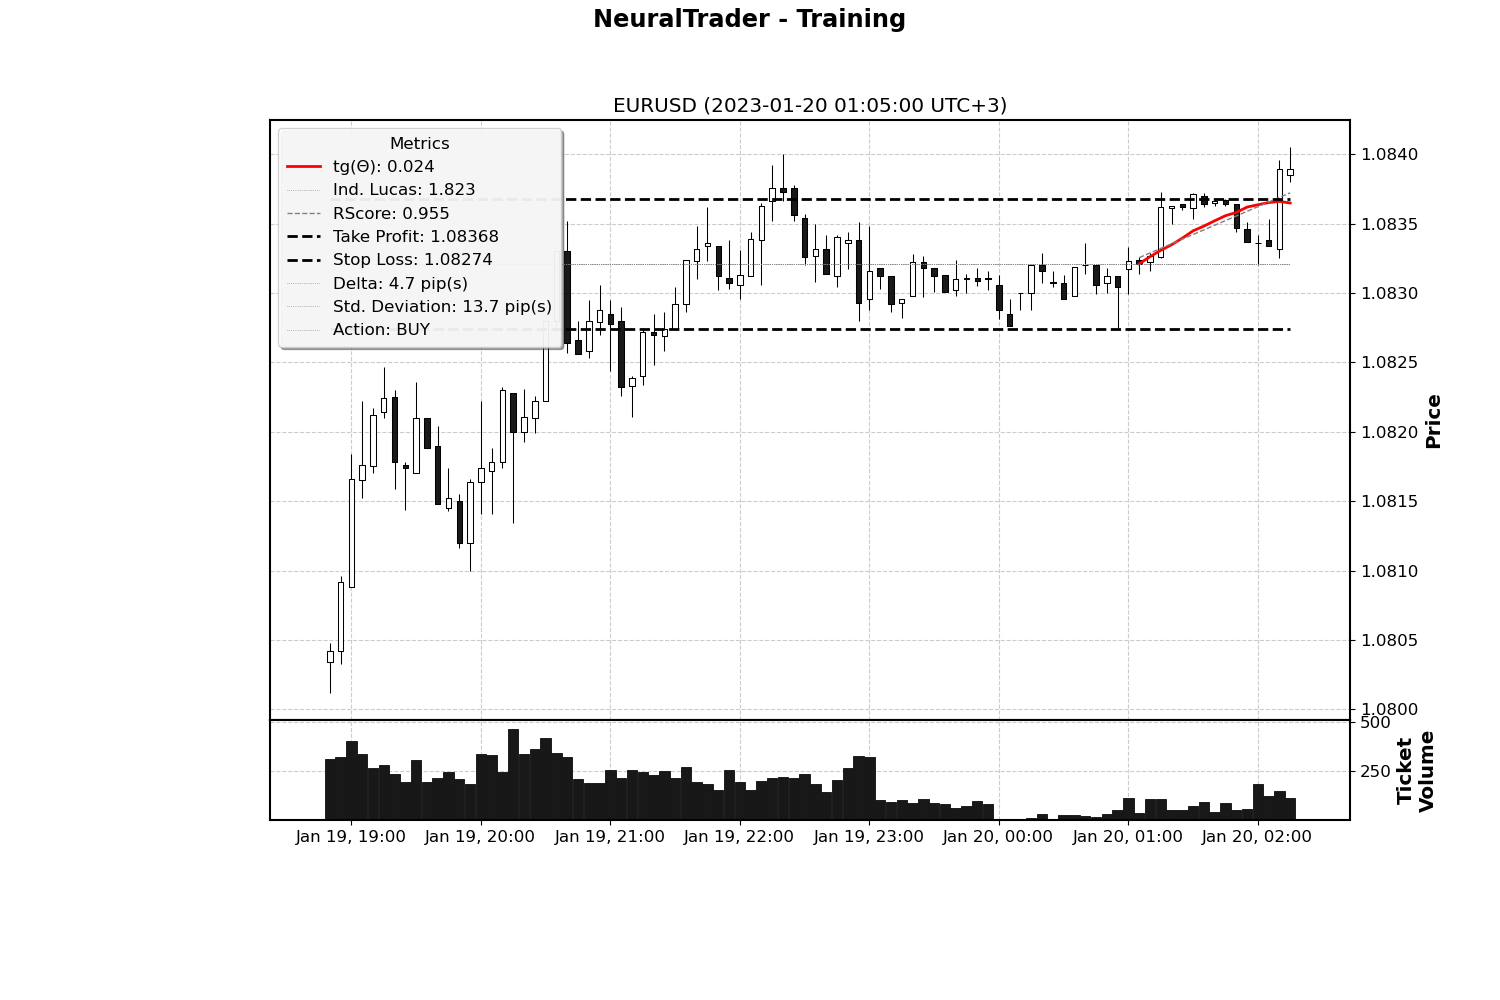 NeuralTrader - Training
EURUSD (2023-01-20 01:05:00 UTC+3)
Metrics
tg(Θ): 0.024
Ind. Lucas: 1.823
RScore: 0.955
Take Profit: 1.08368
Stop Loss: 1.08274
Delta: 4.7 pip(s)
Std. Deviation: 13.7 pip(s)
Action: BUY
1.0840
1.0835
1.0830
1.0825
1.0820
1.0815
1.0810
1.0805
1.0800
Price
500
250
Ticket
Volume
Jan 19, 19:00
Jan 19, 20:00
Jan 19, 21:00
Jan 19, 22:00
Jan 19, 23:00
Jan 20, 00:00
Jan 20, 01:00
Jan 20, 02:00